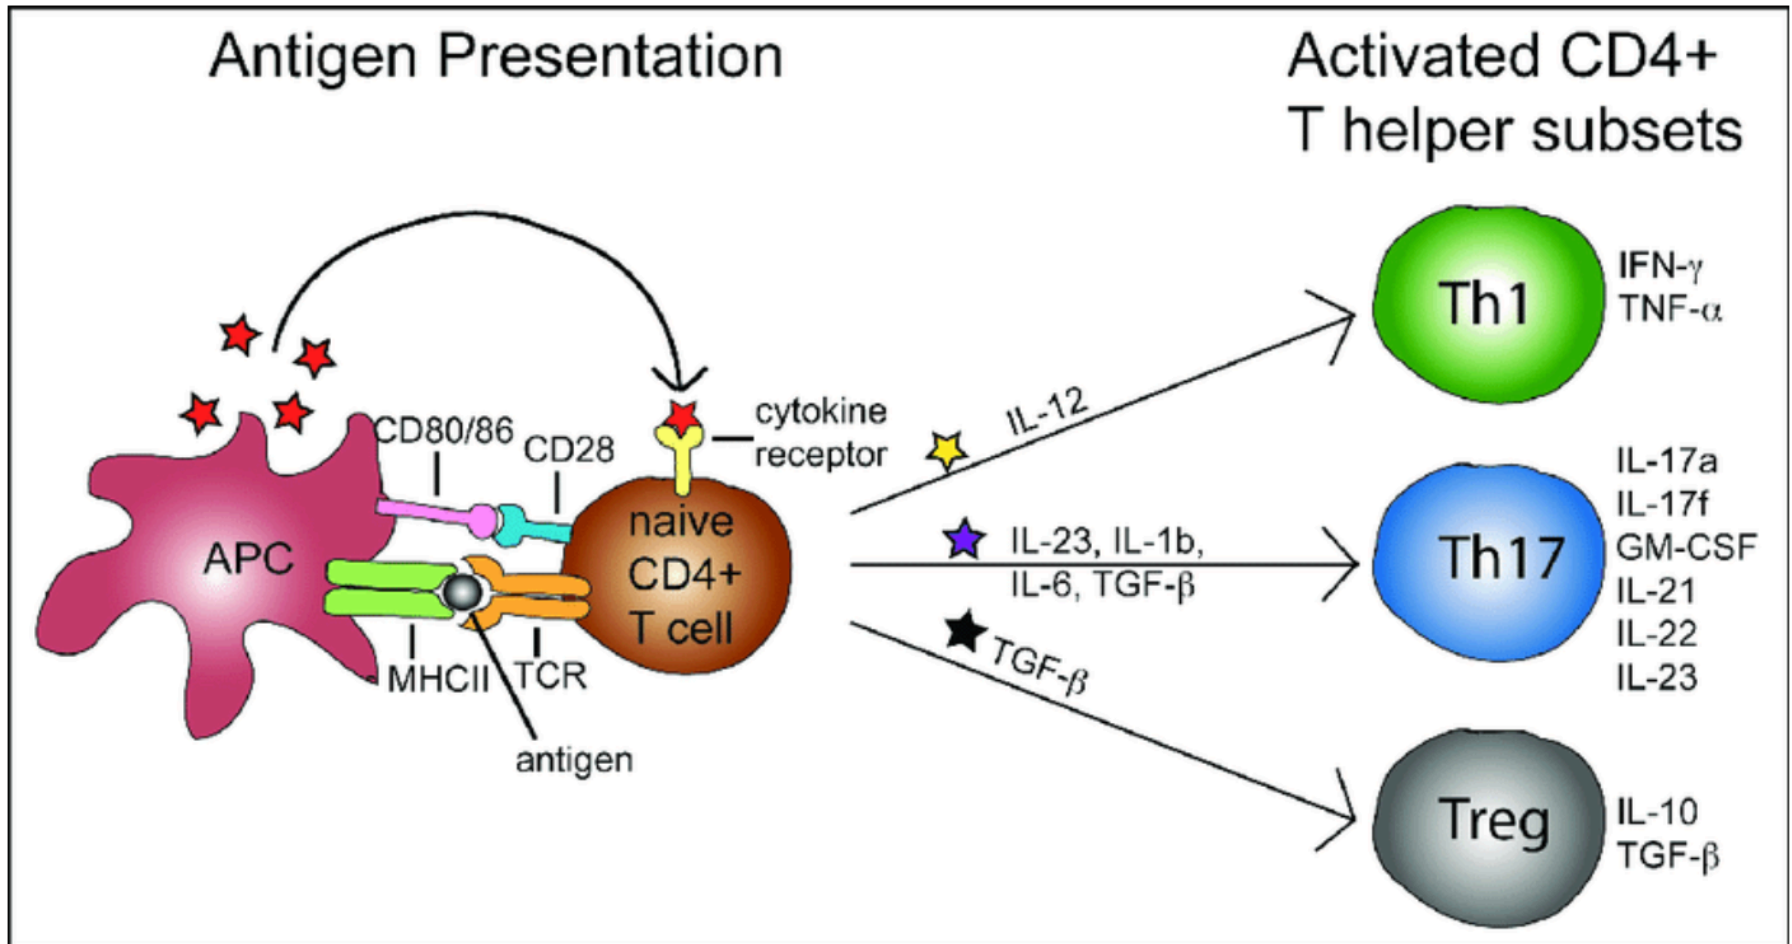 Antigen Presentation
Activated CD4+
T helper subsets
CD80/86
CD28
cytokine
receptor
APC
naive
CD4+
T cell
MHCII
TCR
antigen
IL-12
IL-23, IL-1b,
IL-6, TGF-β
TGF-β
Th1
IFN-γ
TNF-α
Th17
IL-17a
IL-17f
GM-CSF
IL-21
IL-22
IL-23
Treg
IL-10
TGF-β